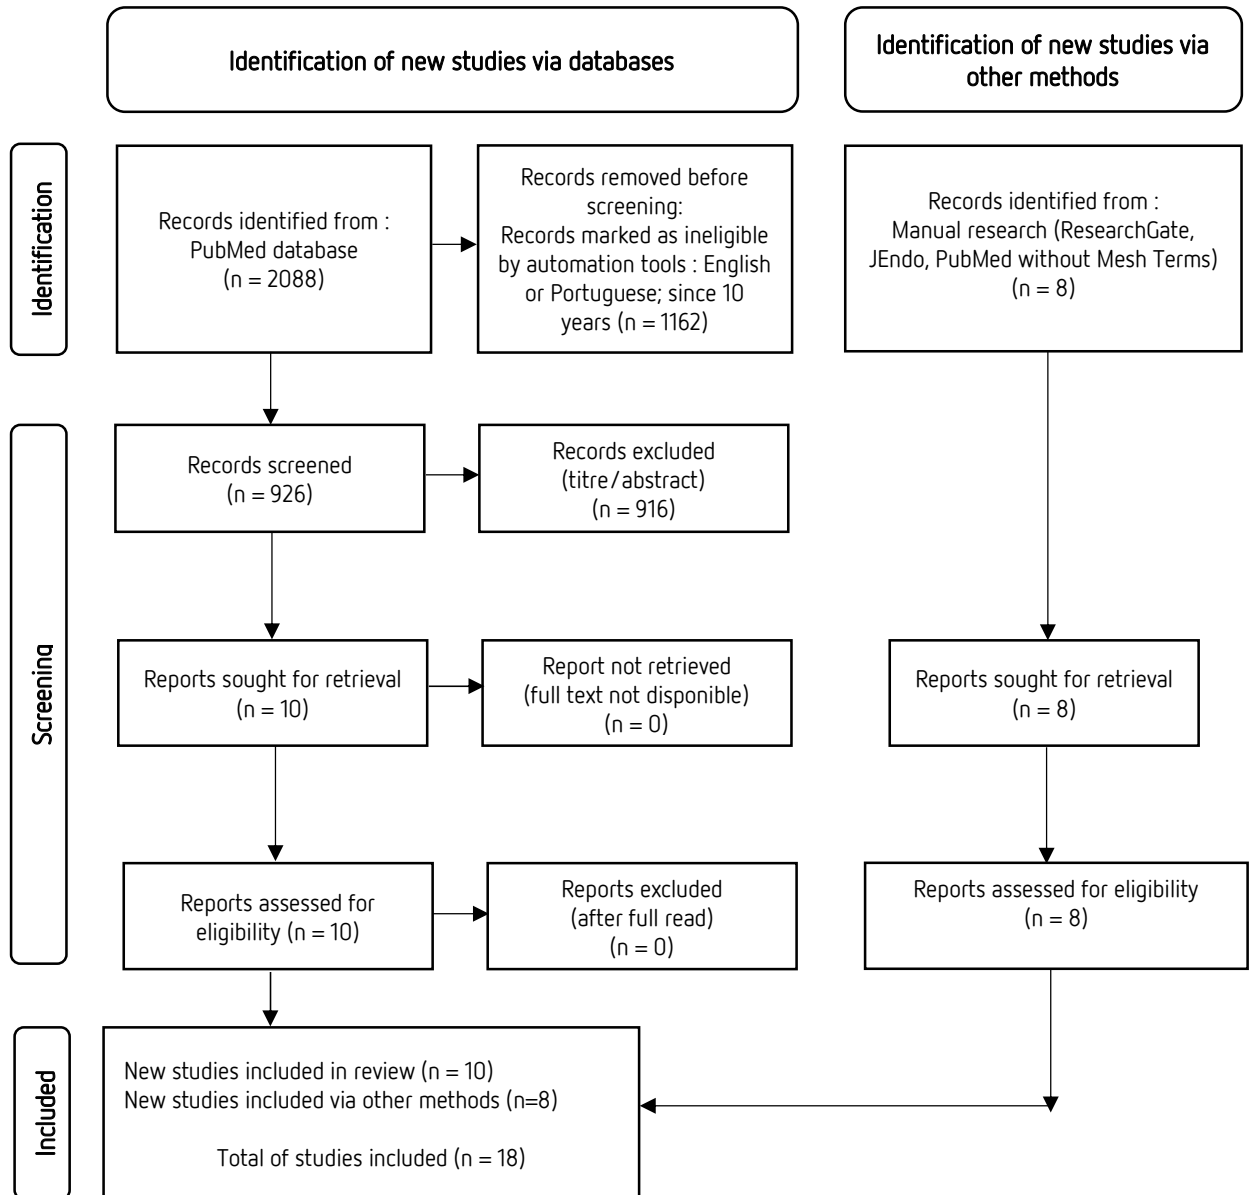 Identification of new studies via databases
Identification of new studies via
other methods
Identification
Records identified from :
PubMed database
(n = 2088)
Records removed before
screening:
Records marked as ineligible
by automation tools : English
or Portuguese; since 10
years (n = 1162)
Records identified from :
Manual research (ResearchGate,
JEndo, PubMed without Mesh Terms)
(n = 8)
Screening
Records screened
(n = 926)
Records excluded
(titre/abstract)
(n = 916)
Reports sought for retrieval
(n = 10)
Report not retrieved
(full text not disponible)
(n = 0)
Reports sought for retrieval
(n = 8)
Reports assessed for
eligibility (n = 10)
Reports excluded
(after full read)
(n = 0)
Reports assessed for eligibility
(n = 8)
Included
New studies included in review (n = 10)
New studies included via other methods (n=8)
Total of studies included (n = 18)